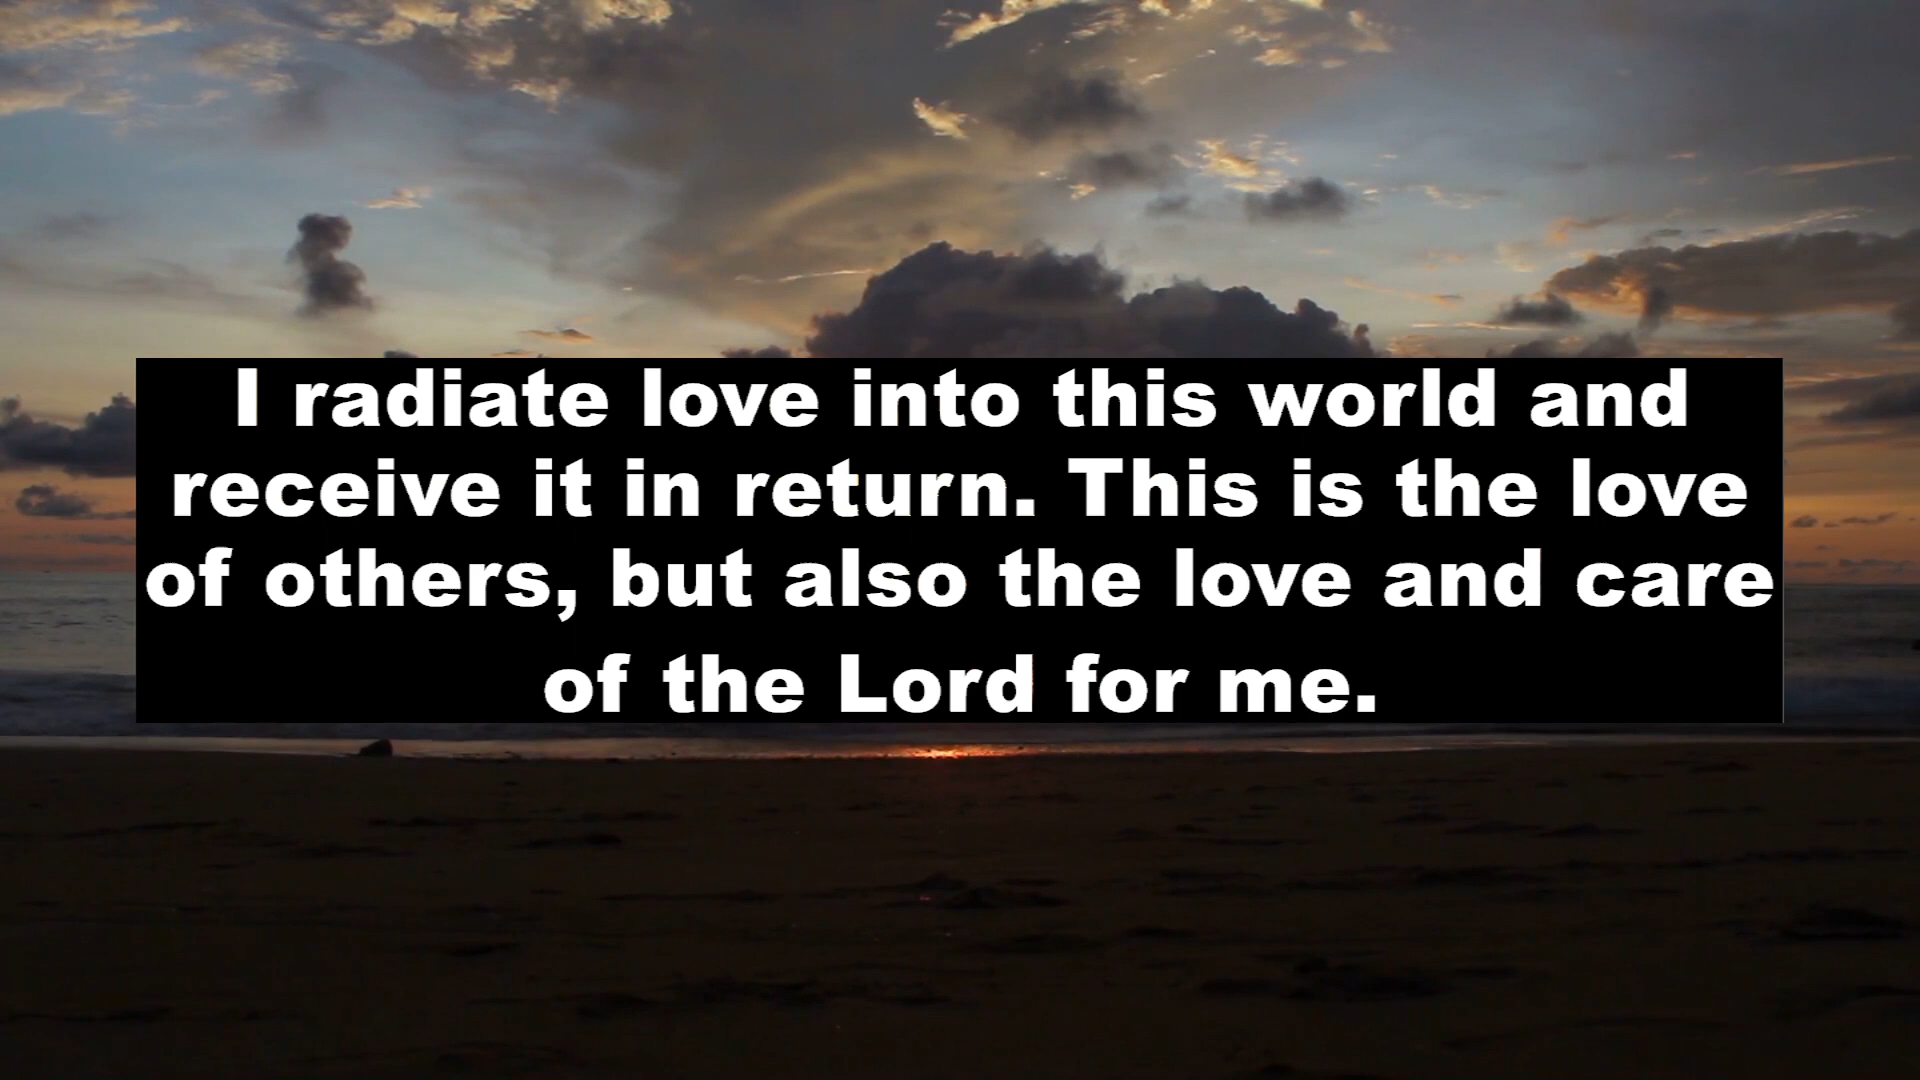 I radiate love into this world and
receive it in return. This is the love
of others, but also the love and care
of the Lord for me.